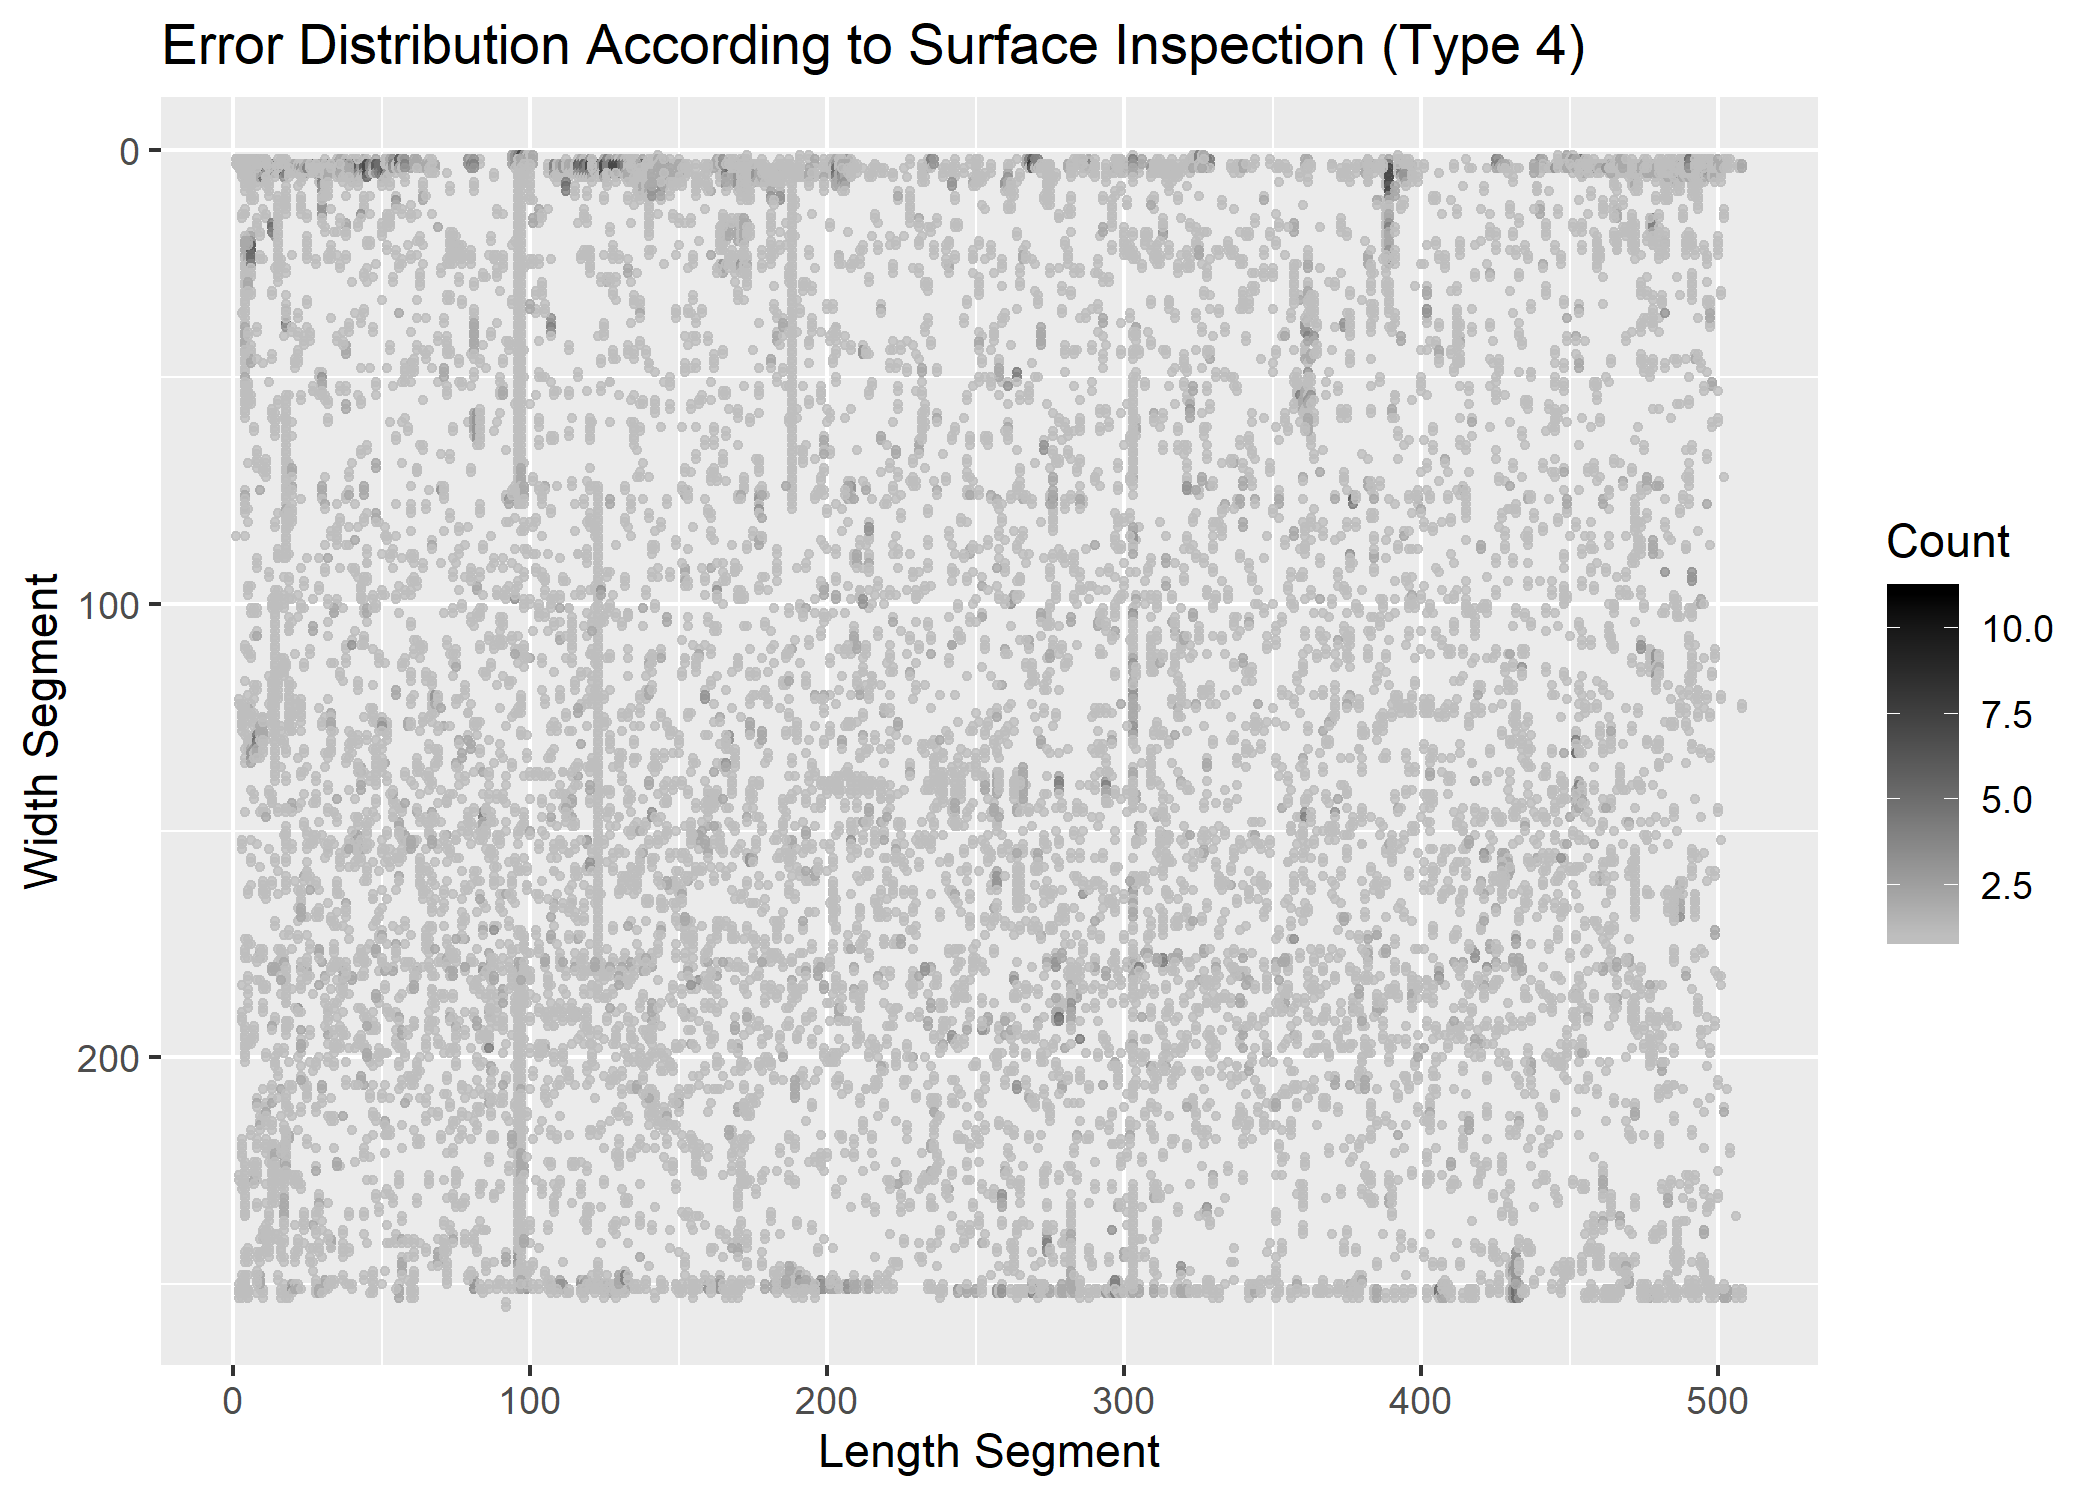 Error Distribution According to Surface Inspection (Type 4)
0
100
200
Width Segment
0 100 200 300 400 500
Length Segment
Count
10.0
7.5
5.0
2.5